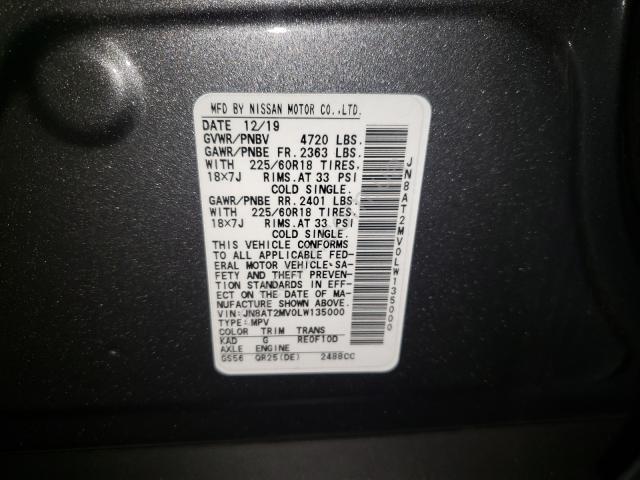 MFD BY NISSAN MOTOR CO.,LTD.
DATE 12/19
GVWR/PNBV 4720 LBS.
GAWR/PNBE FR. 2363 LBS.
WITH 225/60R18 TIRES.
18×7J RIMS.AT 33 PSI
COLD SINGLE.
GAWR/PNBE RR. 2401 LBS.
WITH 225/60R18 TIRES.
18×7J RIMS.AT 33 PSI
COLD SINGLE.
THIS VEHICLE CONFORMS
TO ALL APPLICABLE FED-
ERAL MOTOR VEHICLE-SA-
FETY AND THEFT PREVEN-
TION STANDARDS IN EFF-
ECT ON THE DATE OF MA-
NUFACTURE SHOWN ABOVE.
VIN:JN8AT2MV0LW135000
TYPE:MPV
COLOR TRIM TRANS
KAD G RE0F10D
AXLE ENGINE
GS56 QR25(DE) 2488CC
JN8AT2MV0LW135000